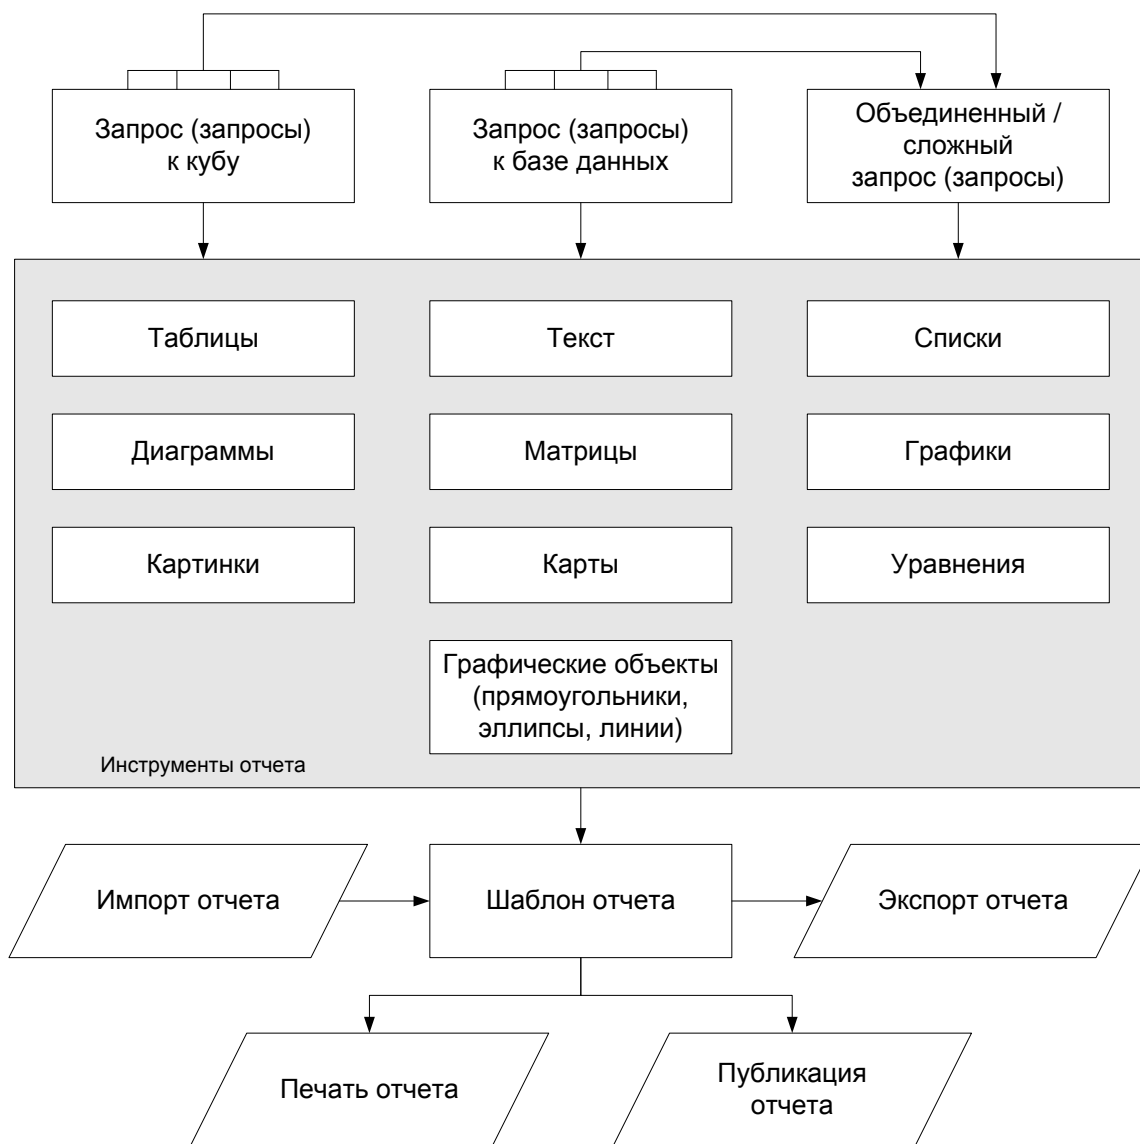 Запрос (запросы)
к кубу
Запрос (запросы)
к базе данных
Объединенный /
сложный
запрос (запросы)
Таблицы
Текст
Списки
Диаграммы
Матрицы
Графики
Картинки
Карты
Уравнения
Графические объекты
(прямоугольники,
эллипсы, линии)
Инструменты отчета
Импорт отчета
Шаблон отчета
Экспорт отчета
Печать отчета
Публикация
отчета